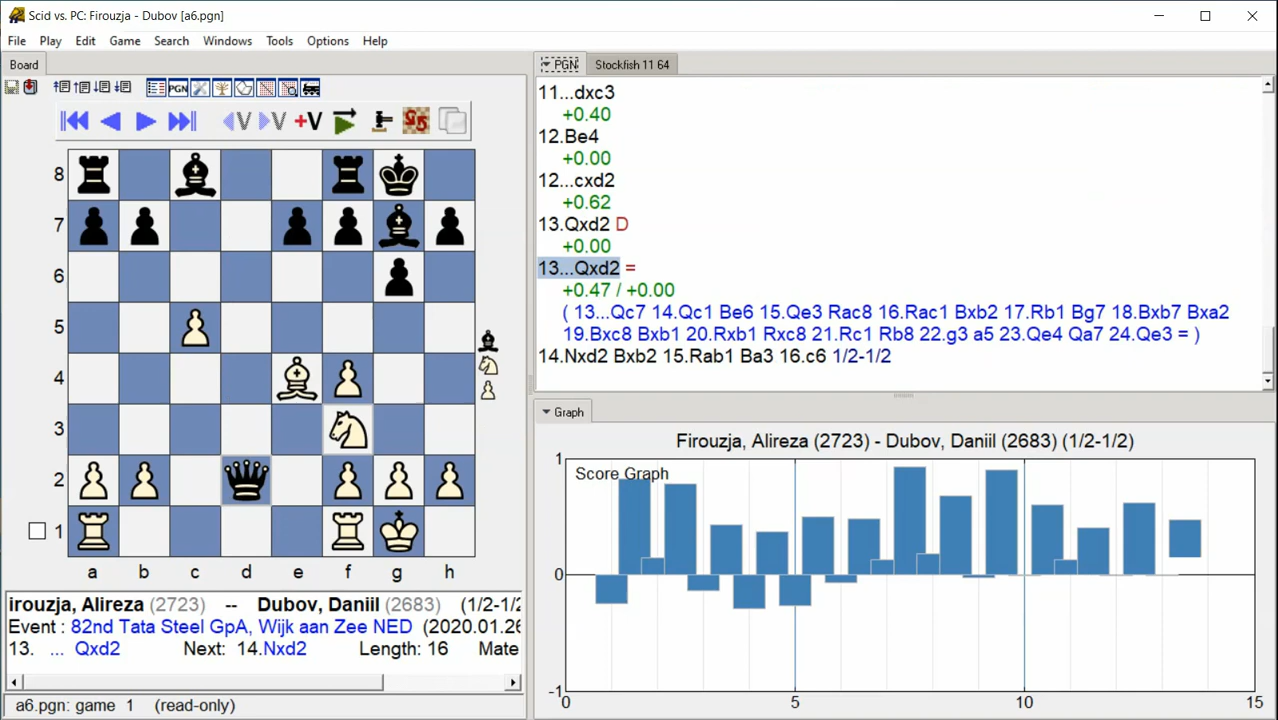 Scid vs. PC: Firouzja - Dubov [a6.pgn]
File Play Edit Game Search Windows Tools Options Help
Board
PGN
V V +V
8
7
6
5
4
3
2
1
a b c d e f g h
irouzja, Alireza (2723) -- Dubov, Daniil (2683) (1/2-1/2
Event : 82nd Tata Steel GpA, Wijk aan Zee NED (2020.01.26
13. ... Qxd2 Next: 14.Nxd2 Length: 16 Mate
a6.pgn: game 1 (read-only)
PGN Stockfish 11 64
11...dxc3
+0.40
12.Be4
+0.00
12...cxd2
+0.62
13.Qxd2 D
+0.00
13...Qxd2 =
+0.47 / +0.00
( 13...Qc7 14.Qc1 Be6 15.Qe3 Rac8 16.Rac1 Bxb2 17.Rb1 Bg7 18.Bxb7 Bxa2
19.Bxc8 Bxb1 20.Rxb1 Rxc8 21.Rc1 Rb8 22.g3 a5 23.Qe4 Qa7 24.Qe3 = )
14.Nxd2 Bxb2 15.Rab1 Ba3 16.c6 1/2-1/2
Graph
Firouzja, Alireza (2723) - Dubov, Daniil (2683) (1/2-1/2)
Score Graph
1
0
-1
0 5 10 15